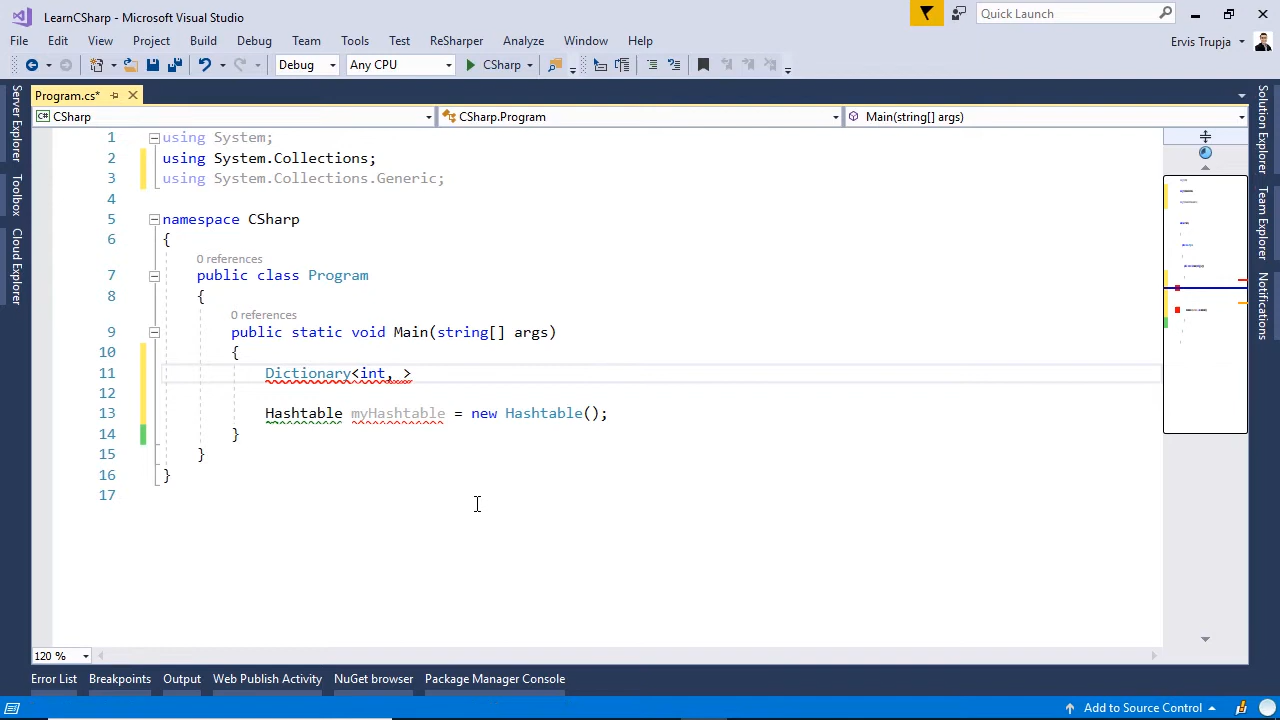 LearnCSharp - Microsoft Visual Studio
Quick Launch
File Edit View Project Build Debug Team Tools Test ReSharper Analyze Window Help
Ervis Trupja
Debug Any CPU CSharp
Program.cs*
CSharp CSharp.Program Main(string[] args)
Server Explorer
Toolbox
Cloud Explorer
1 using System;
2 using System.Collections;
3 using System.Collections.Generic;
4
5 namespace CSharp
6 {
0 references
7 public class Program
8 {
0 references
9 public static void Main(string[] args)
10 {
11 Dictionary<int, >
12
13 Hashtable myHashtable = new Hashtable();
14 }
15 }
16 }
17
Solution Explorer
Team Explorer
Notifications
120 %
Error List Breakpoints Output Web Publish Activity NuGet browser Package Manager Console
Add to Source Control